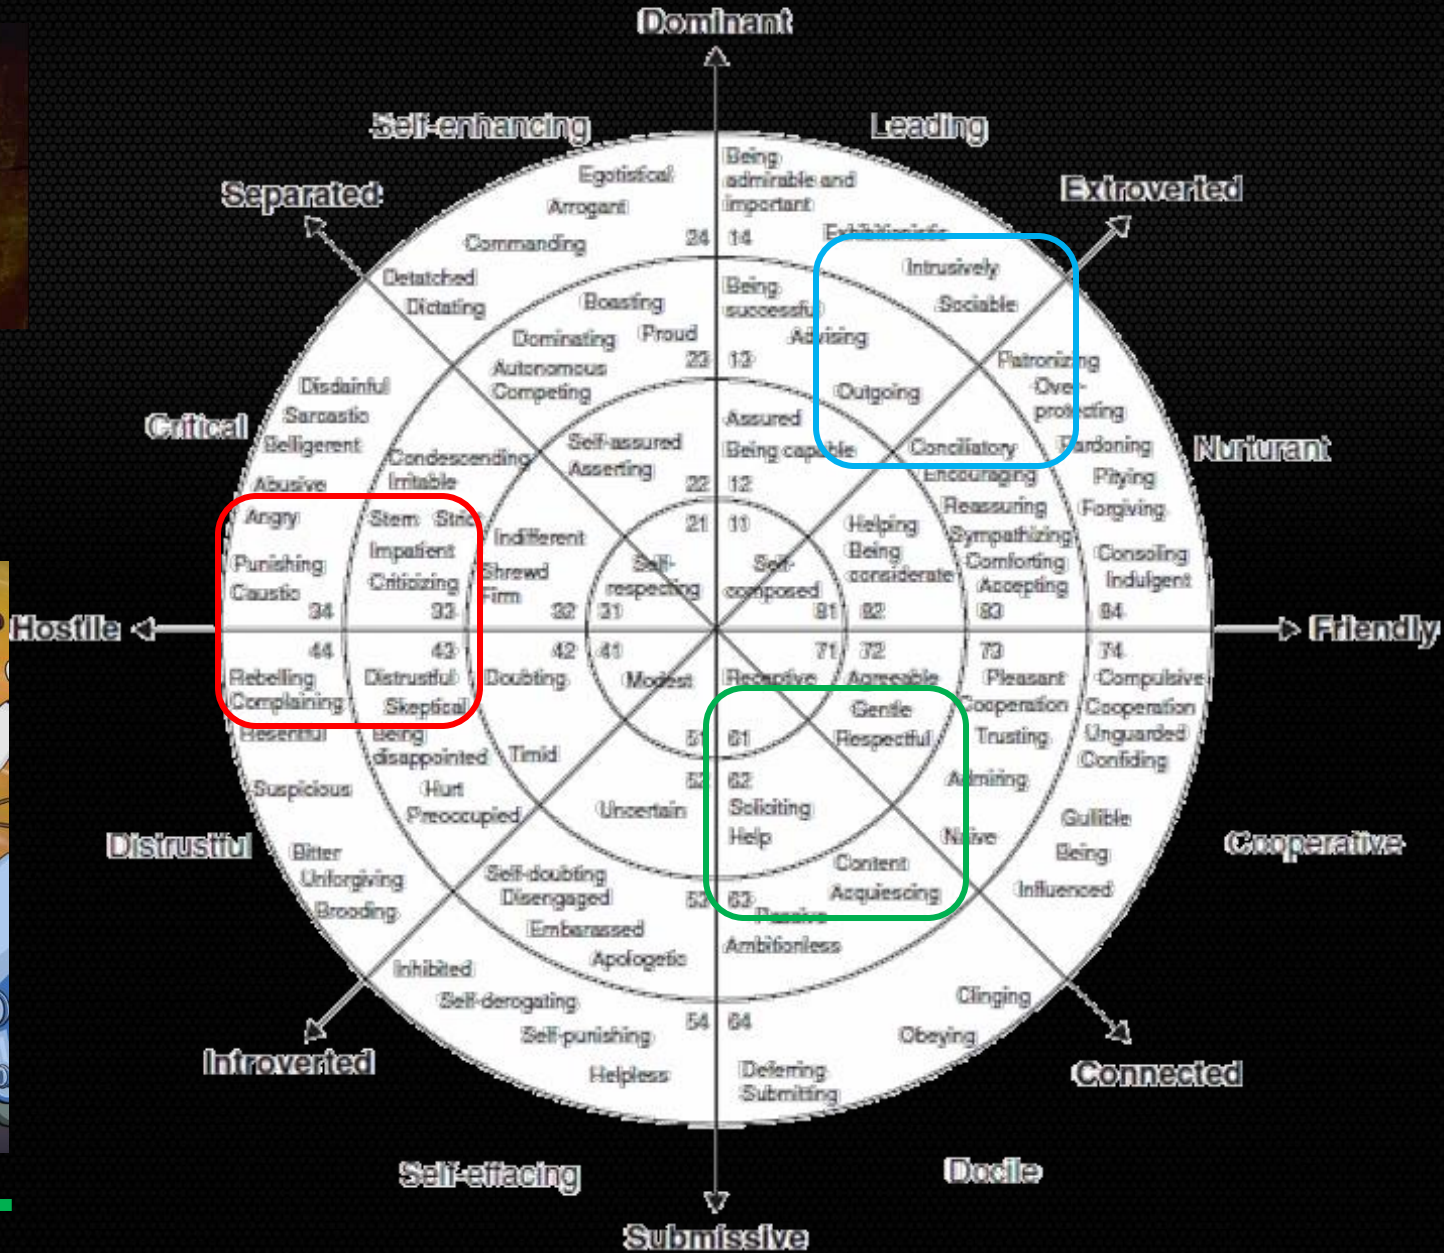 Dominant
Self-enhancing
Leading
Separated
Extroverted
Egotistical
Arrogant
Commanding
24
Detatched
Dictating
Being
admirable and
important
14
Exhibitionistic
Intrusively
Sociable
Boasting
Dominating
Proud
Autonomous
Competing
23
Being
successful
Advising
13
Outgoing
Patronizing
Over-
protecting
Pardoning
Pitying
Forgiving
Consoling
Indulgent
84
Nurturant
Critical
Disdainful
Sarcastic
Belligerent
Abusive
Angry
Punishing
Caustic
34
Condescending
Irritable
Stern Strict
Impatient
Criticizing
33
Self-assured
Asserting
22
Assured
Being capable
12
Conciliatory
Encouraging
Reassuring
Sympathizing
Comforting
Accepting
83
Indifferent
Shrewd
Firm
32
21
11
Self-
respecting
31
Self-
composed
81
Helping
Being
considerate
82
Hostile
Friendly
44
Rebelling
Complaining
Resentful
Suspicious
Bitter
Unforgiving
Brooding
43
Distrustful
Skeptical
Being
disappointed
Hurt
Preoccupied
42
Doubting
Timid
41
Modest
51
71
Receptive
61
72
Agreeable
Gentle
Respectful
73
Pleasant
Cooperation
Trusting
Admiring
Naive
74
Compulsive
Cooperation
Unguarded
Confiding
Gullible
Being
Influenced
Distrustful
Cooperative
52
Uncertain
62
Soliciting
Help
Self-doubting
Disengaged
Embarassed
Apologetic
53
63
Content
Acquiescing
Passive
Ambitionless
Inhibited
Self-derogating
Self-punishing
Helpless
54
64
Clinging
Obeying
Deferring
Submitting
Introverted
Connected
Self-effacing
Docile
Submissive